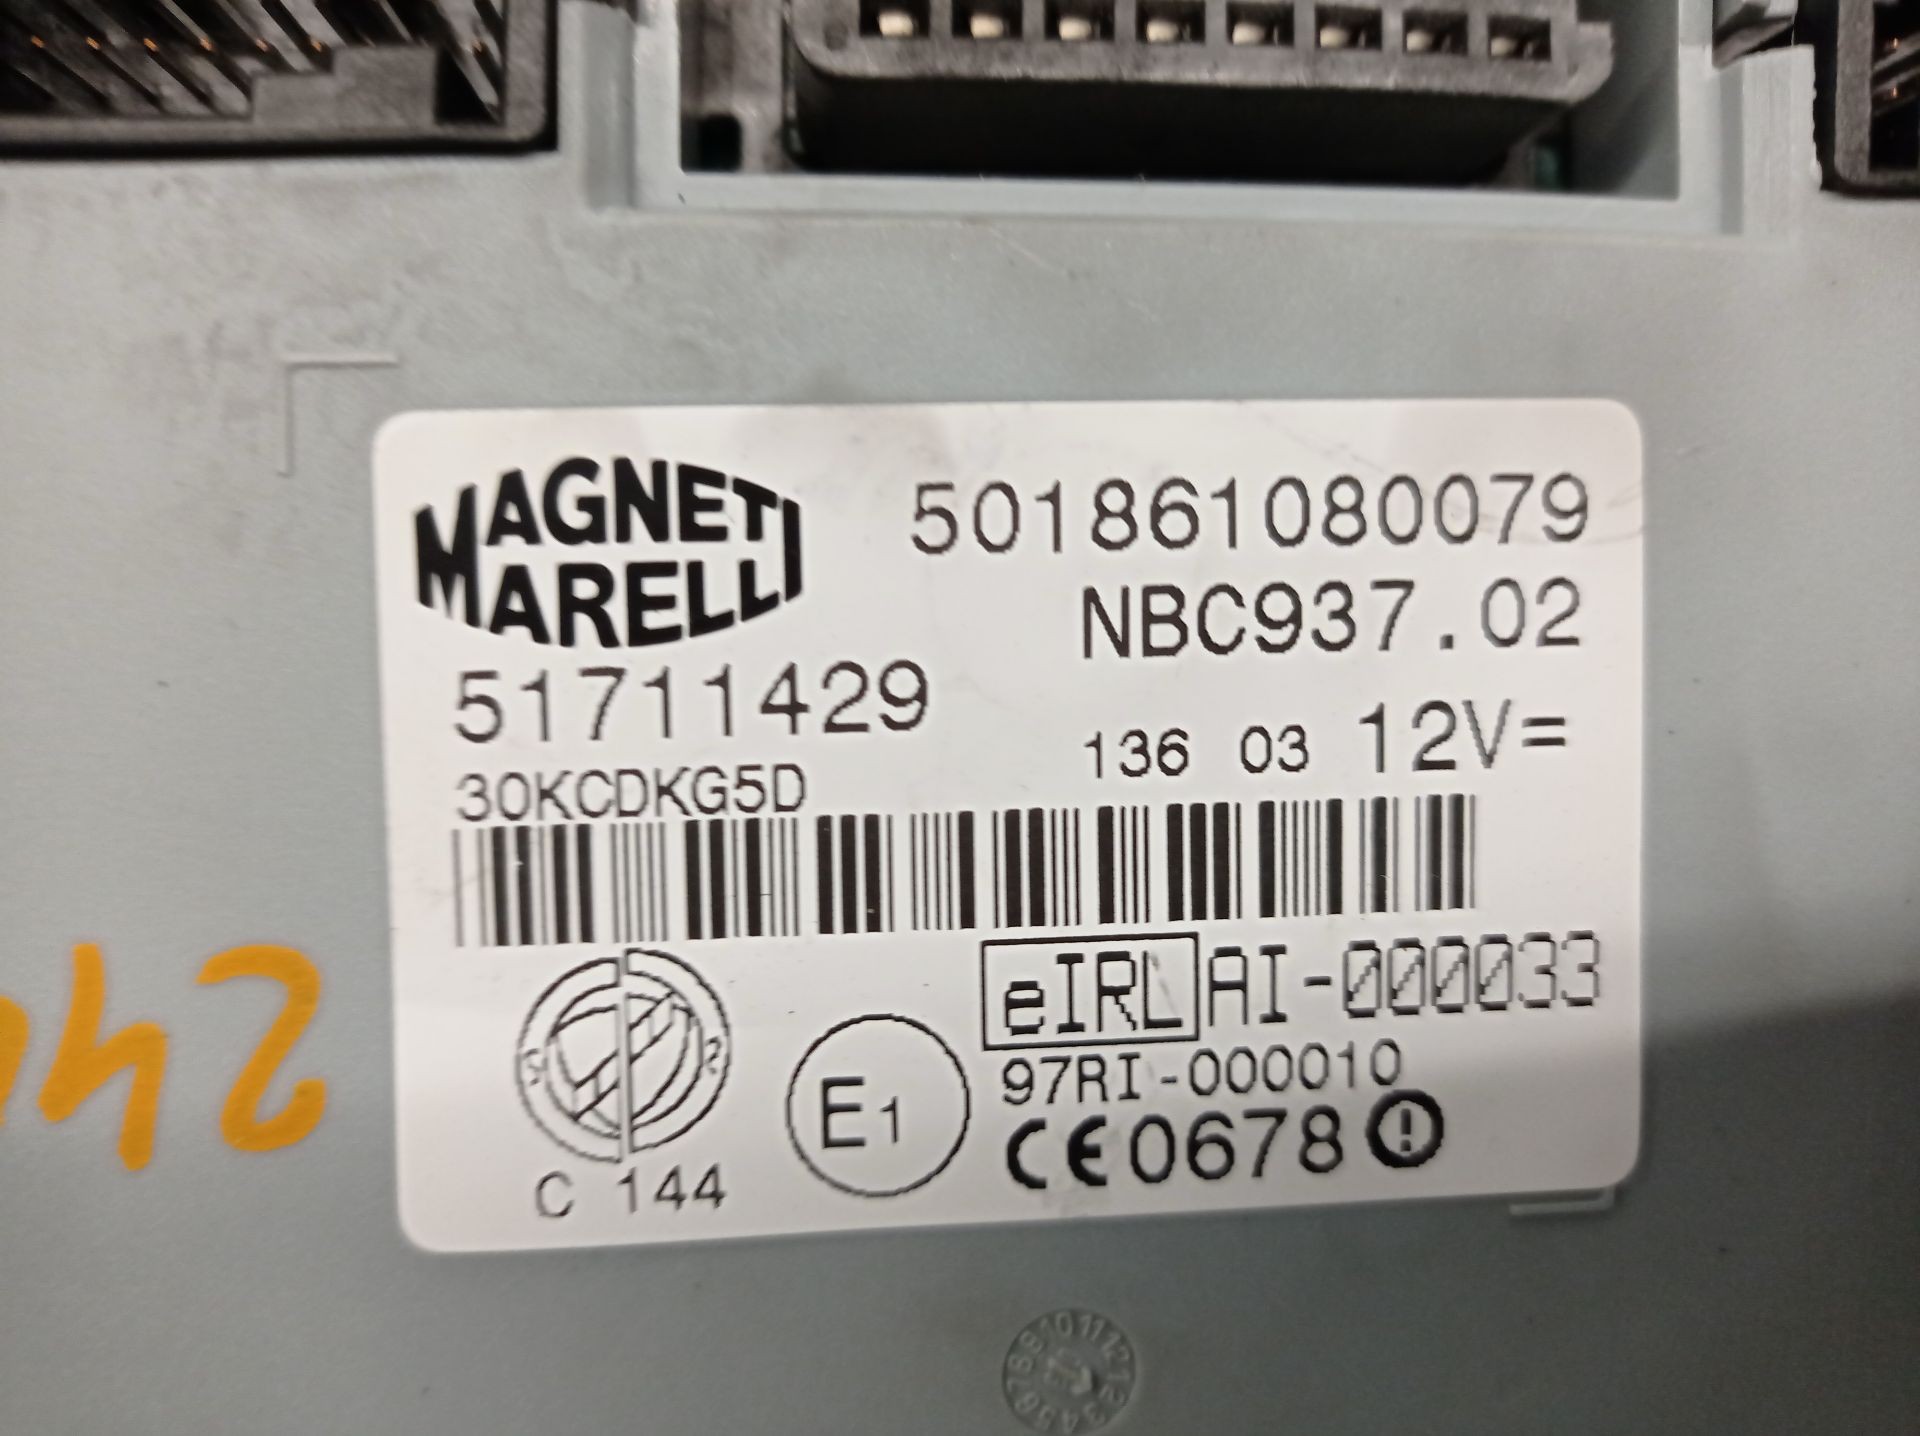 MAGNETI
MARELLI
501861080079
NBC937.02
51711429
136 03 12V=
30KCDKG5D
eIRL AI-000033
97RI-000010
E1
CE0678
C 144